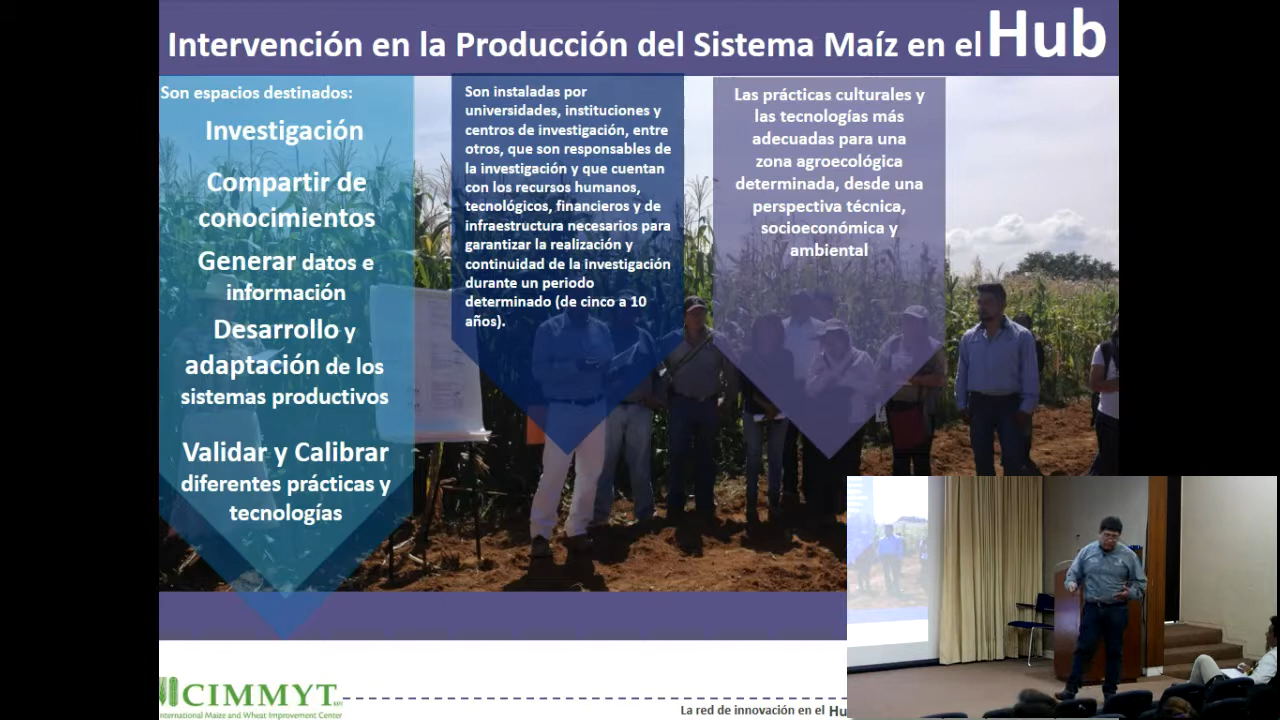 Intervención en la Producción del Sistema Maíz en el Hub
Son espacios destinados:
Investigación
Compartir de
conocimientos
Generar datos e
información
Desarrollo y
adaptación de los
sistemas productivos
Validar y Calibrar
diferentes prácticas y
tecnologías
Son instaladas por
universidades, instituciones y
centros de investigación, entre
otros, que son responsables de
la investigación y que cuentan
con los recursos humanos,
tecnológicos, financieros y de
infraestructura necesarios para
garantizar la realización y
continuidad de la investigación
durante un periodo
determinado (de cinco a 10
años).
Las prácticas culturales y
las tecnologías más
adecuadas para una
zona agroecológica
determinada, desde una
perspectiva técnica,
socioeconómica y
ambiental
CIMMYT
International Maize and Wheat Improvement Center
La red de innovación en el Hu